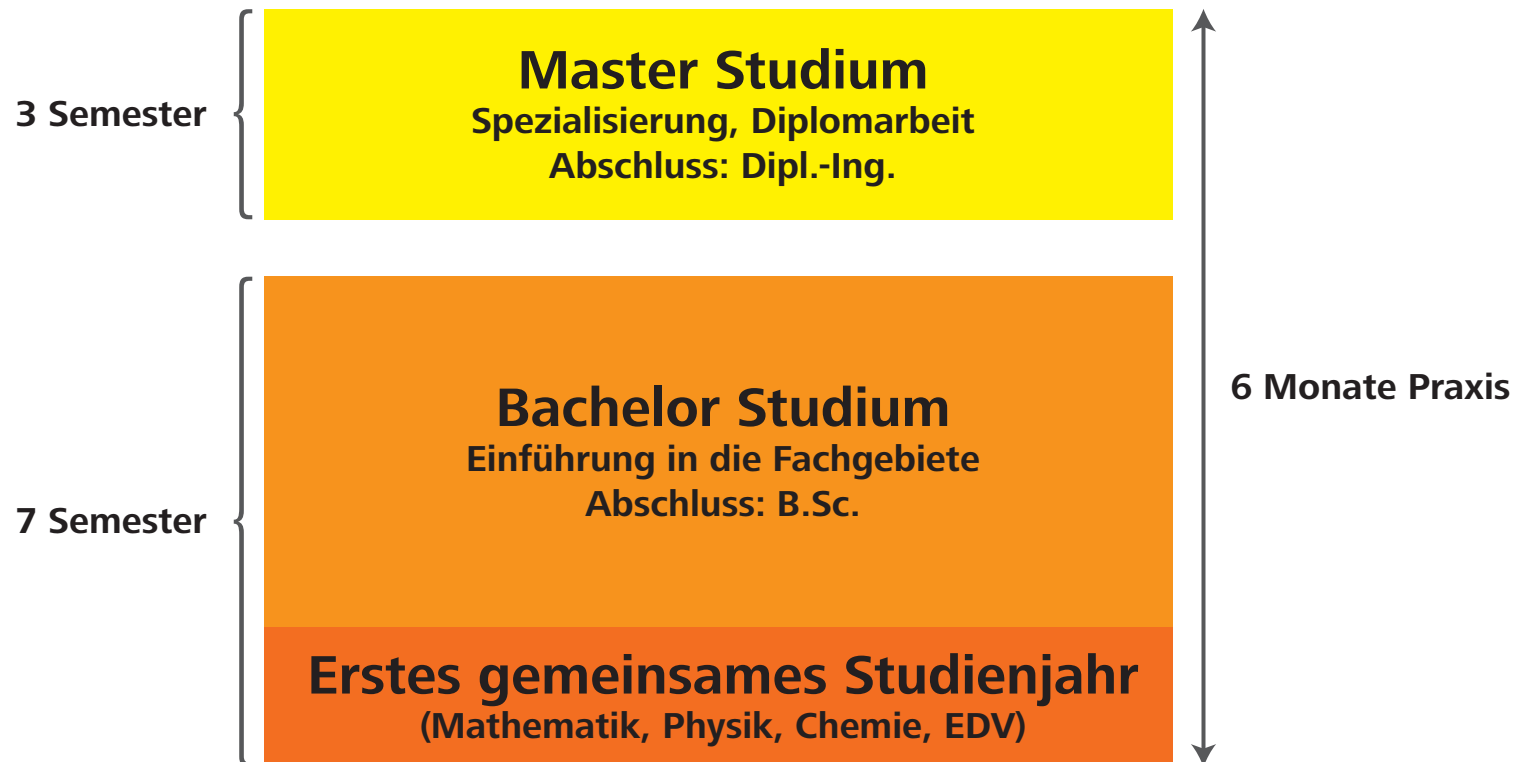 3 Semester
Master Studium
Spezialisierung, Diplomarbeit
Abschluss: Dipl.-Ing.
7 Semester
Bachelor Studium
Einführung in die Fachgebiete
Abschluss: B.Sc.
Erstes gemeinsames Studienjahr
(Mathematik, Physik, Chemie, EDV)
6 Monate Praxis